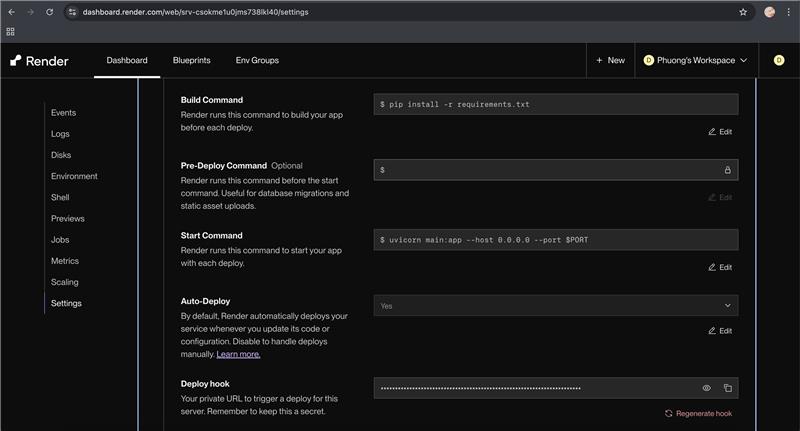 dashboard.render.com/web/srv-csokme1u0jms738lkl40/settings
Render
Dashboard
Blueprints
Env Groups
+ New
D Phuong's Workspace
D
Events
Logs
Disks
Environment
Shell
Previews
Jobs
Metrics
Scaling
Settings
Build Command
Render runs this command to build your app
before each deploy.
$ pip install -r requirements.txt
Edit
Pre-Deploy Command Optional
Render runs this command before the start
command. Useful for database migrations and
static asset uploads.
$
Edit
Start Command
Render runs this command to start your app
with each deploy.
$ uvicorn main:app --host 0.0.0.0 --port $PORT
Edit
Auto-Deploy
By default, Render automatically deploys your
service whenever you update its code or
configuration. Disable to handle deploys
manually. Learn more.
Yes
Edit
Deploy hook
Your private URL to trigger a deploy for this
server. Remember to keep this a secret.
Regenerate hook